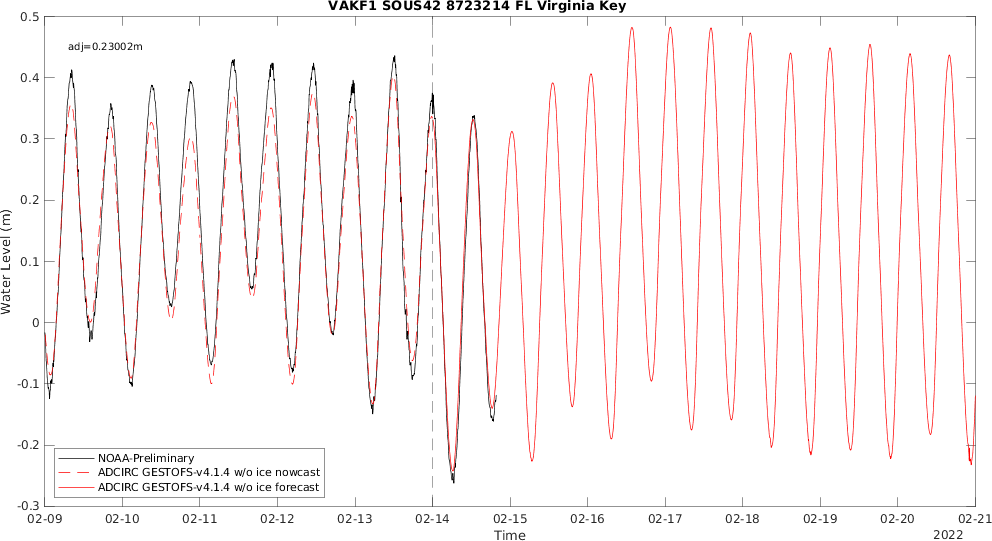 VAKF1 SOUS42 8723214 FL Virginia Key
adj=0.23002m
Water Level (m)
0.5
0.4
0.3
0.2
0.1
0
-0.1
-0.2
-0.3
NOAA-Preliminary
ADCIRC GESTOFS-v4.1.4 w/o ice nowcast
ADCIRC GESTOFS-v4.1.4 w/o ice forecast
02-09 02-10 02-11 02-12 02-13 02-14 02-15 02-16 02-17 02-18 02-19 02-20 02-21
Time
2022